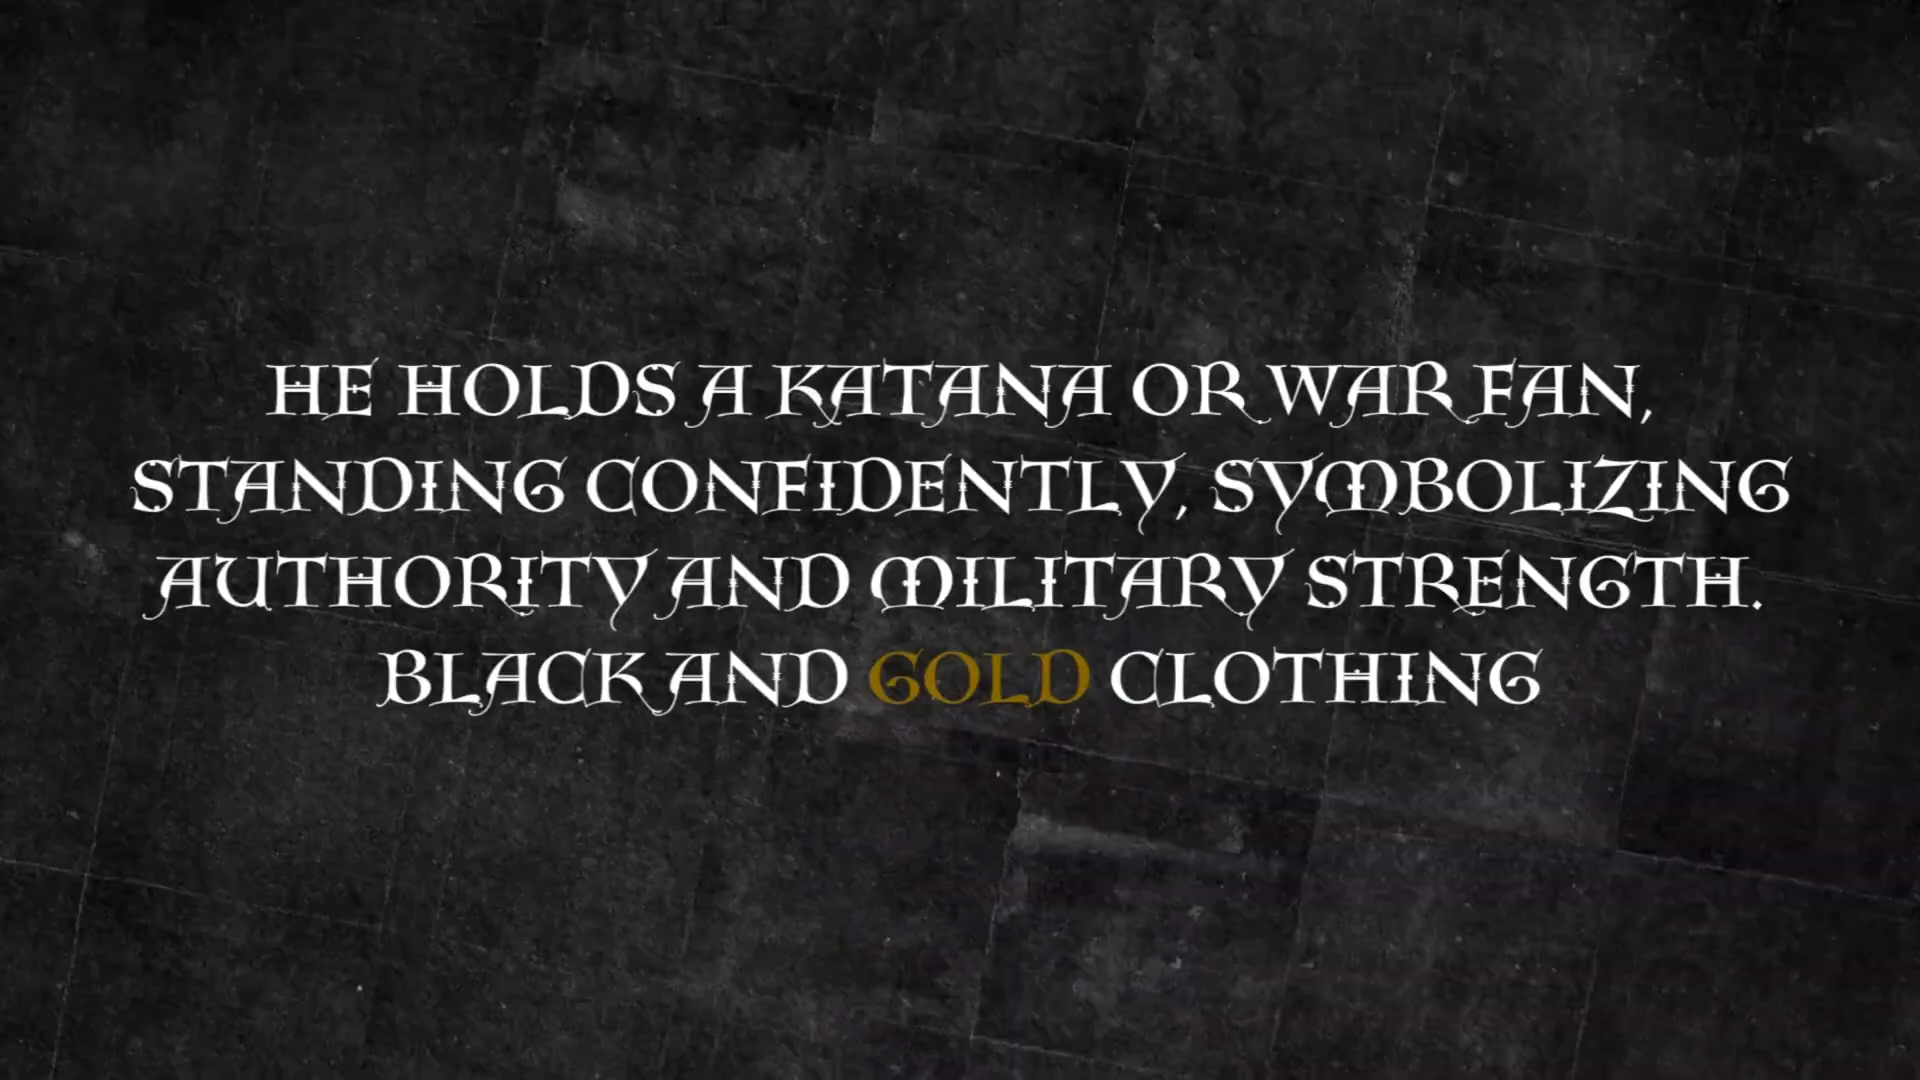 HE HOLDS A KATANA OR WAR FAN,
STANDING CONFIDENTLY, SYMBOLIZING
AUTHORITY AND MILITARY STRENGTH.
BLACK AND GOLD CLOTHING